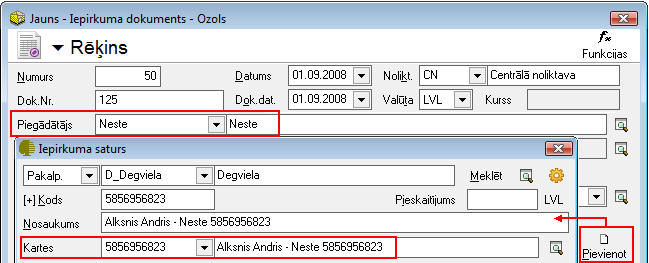 Jauns - Iepirkuma dokuments - Ozols
Rēķins
fx
Funkcijas
Numurs 50 Datums 01.09.2008 Nolikt. CN Centrālā noliktava
Dok.Nr. 125 Dok.dat. 01.09.2008 Valūta LVL Kurss
Piegādātājs Neste Neste
Iepirkuma saturs
Pakalp. D_Degviela Degviela Meklēt
[+] Kods 5856956823 Pieskaitījums LVL
Nosaukums Alksnis Andris - Neste 5856956823
Kartes 5856956823 Alksnis Andris - Neste 5856956823
Pievienot